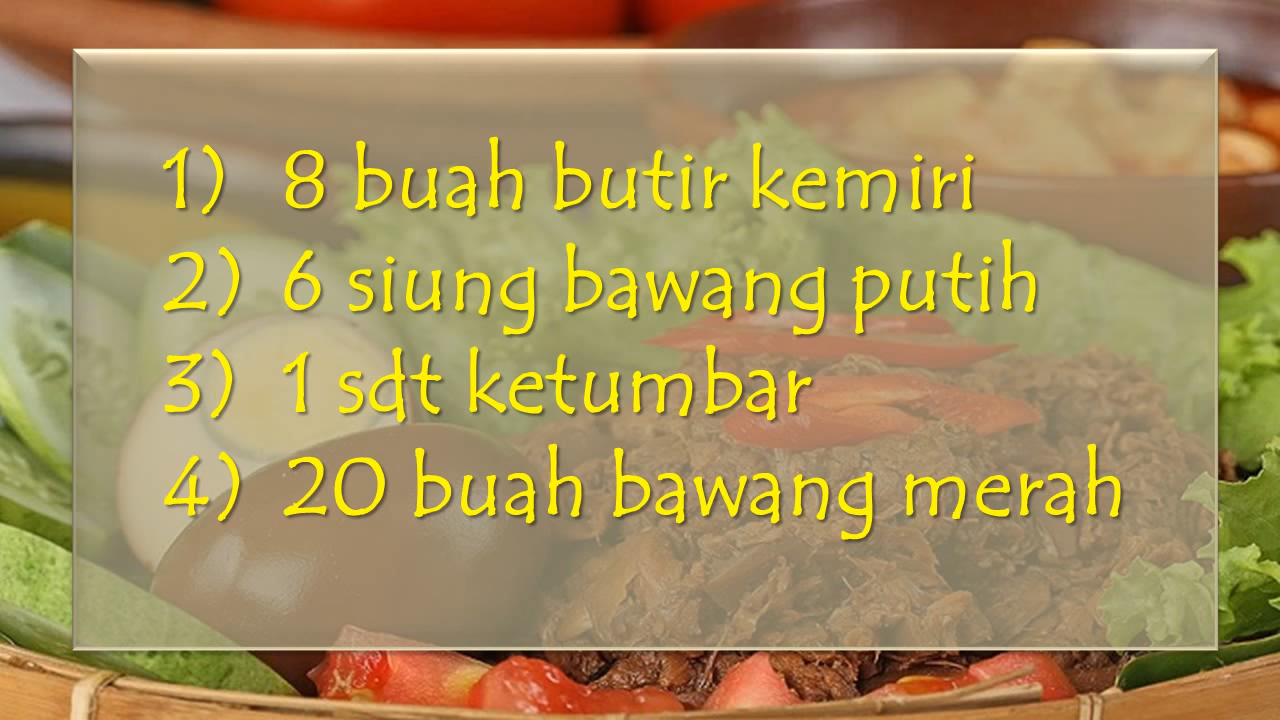 1) 8 buah butir kemiri
2) 6 siung bawang putih
3) 1 sdt ketumbar
4) 20 buah bawang merah